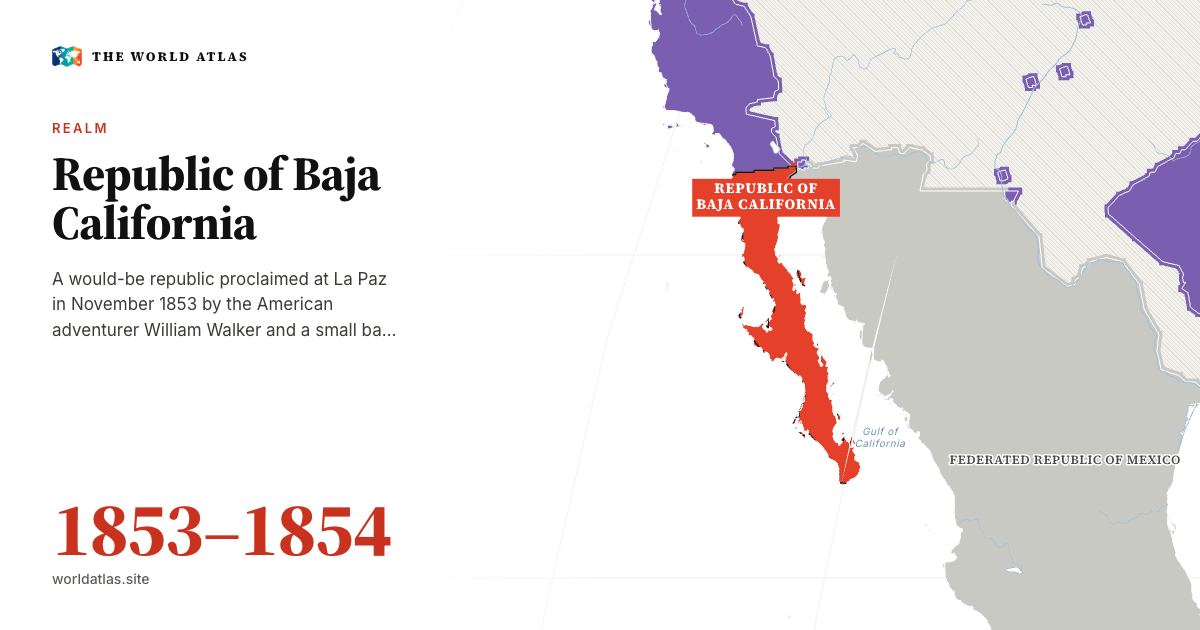 THE WORLD ATLAS
REALM
Republic of Baja
California
A would-be republic proclaimed at La Paz
in November 1853 by the American
adventurer William Walker and a small ba...
1853–1854
worldatlas.site
REPUBLIC OF
BAJA CALIFORNIA
Gulf of
California
FEDERATED REPUBLIC OF MEXICO